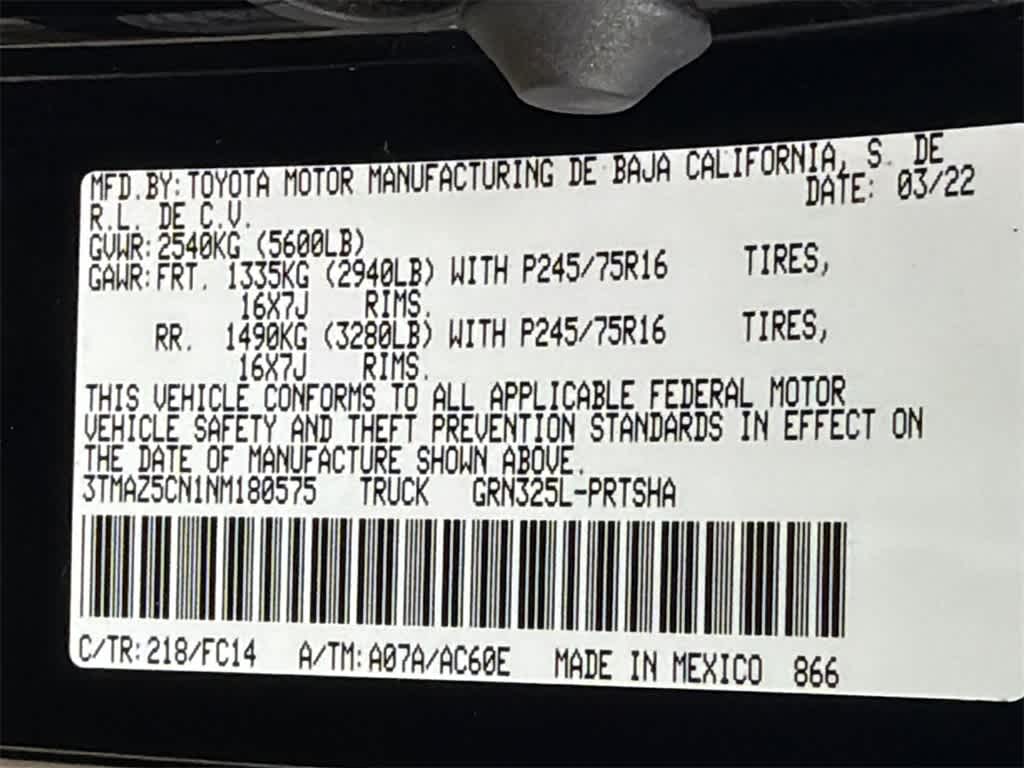 MFD.BY: TOYOTA MOTOR MANUFACTURING DE BAJA CALIFORNIA, S. DE
R.L. DE C.V. DATE: 03/22
GVWR: 2540KG (5600LB)
GAWR: FRT. 1335KG (2940LB) WITH P245/75R16 TIRES,
16X7J RIMS.
RR. 1490KG (3280LB) WITH P245/75R16 TIRES,
16X7J RIMS.
THIS VEHICLE CONFORMS TO ALL APPLICABLE FEDERAL MOTOR
VEHICLE SAFETY AND THEFT PREVENTION STANDARDS IN EFFECT ON
THE DATE OF MANUFACTURE SHOWN ABOVE.
3TMAZ5CN1NM180575 TRUCK GRN325L-PRTSHA
C/TR: 218/FC14 A/TM: A07A/AC60E MADE IN MEXICO 866